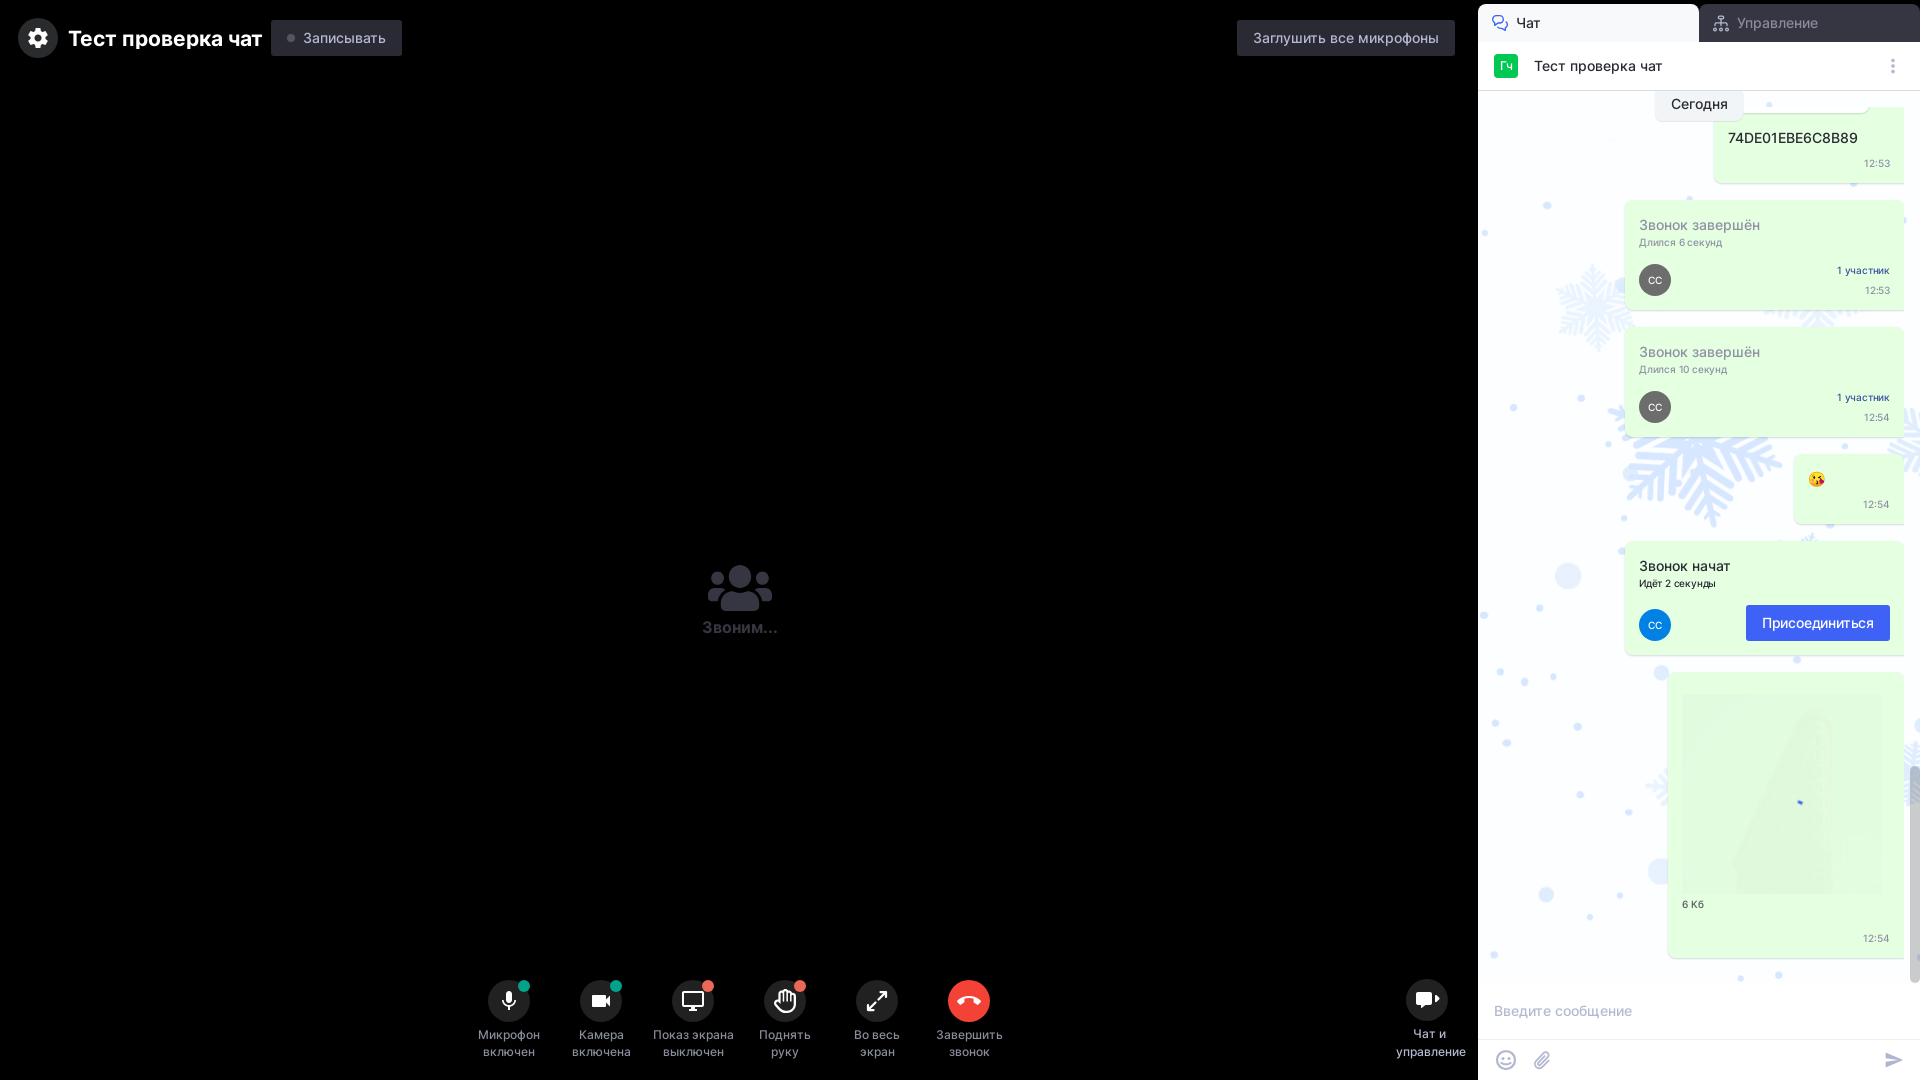 Тест проверка чат
Записывать
Заглушить все микрофоны
Чат
Управление
Гч
Тест проверка чат
Сегодня
74DE01EBE6C8B89
12:53
Звонок завершён
Длился 6 секунд
СС
1 участник
12:53
Звонок завершён
Длился 10 секунд
СС
1 участник
12:54
12:54
Звонок начат
Идёт 2 секунды
СС
Присоединиться
6 Кб
12:54
Звоним...
Микрофон
включен
Камера
включена
Показ экрана
выключен
Поднять
руку
Во весь
экран
Завершить
звонок
Чат и
управление
Введите сообщение